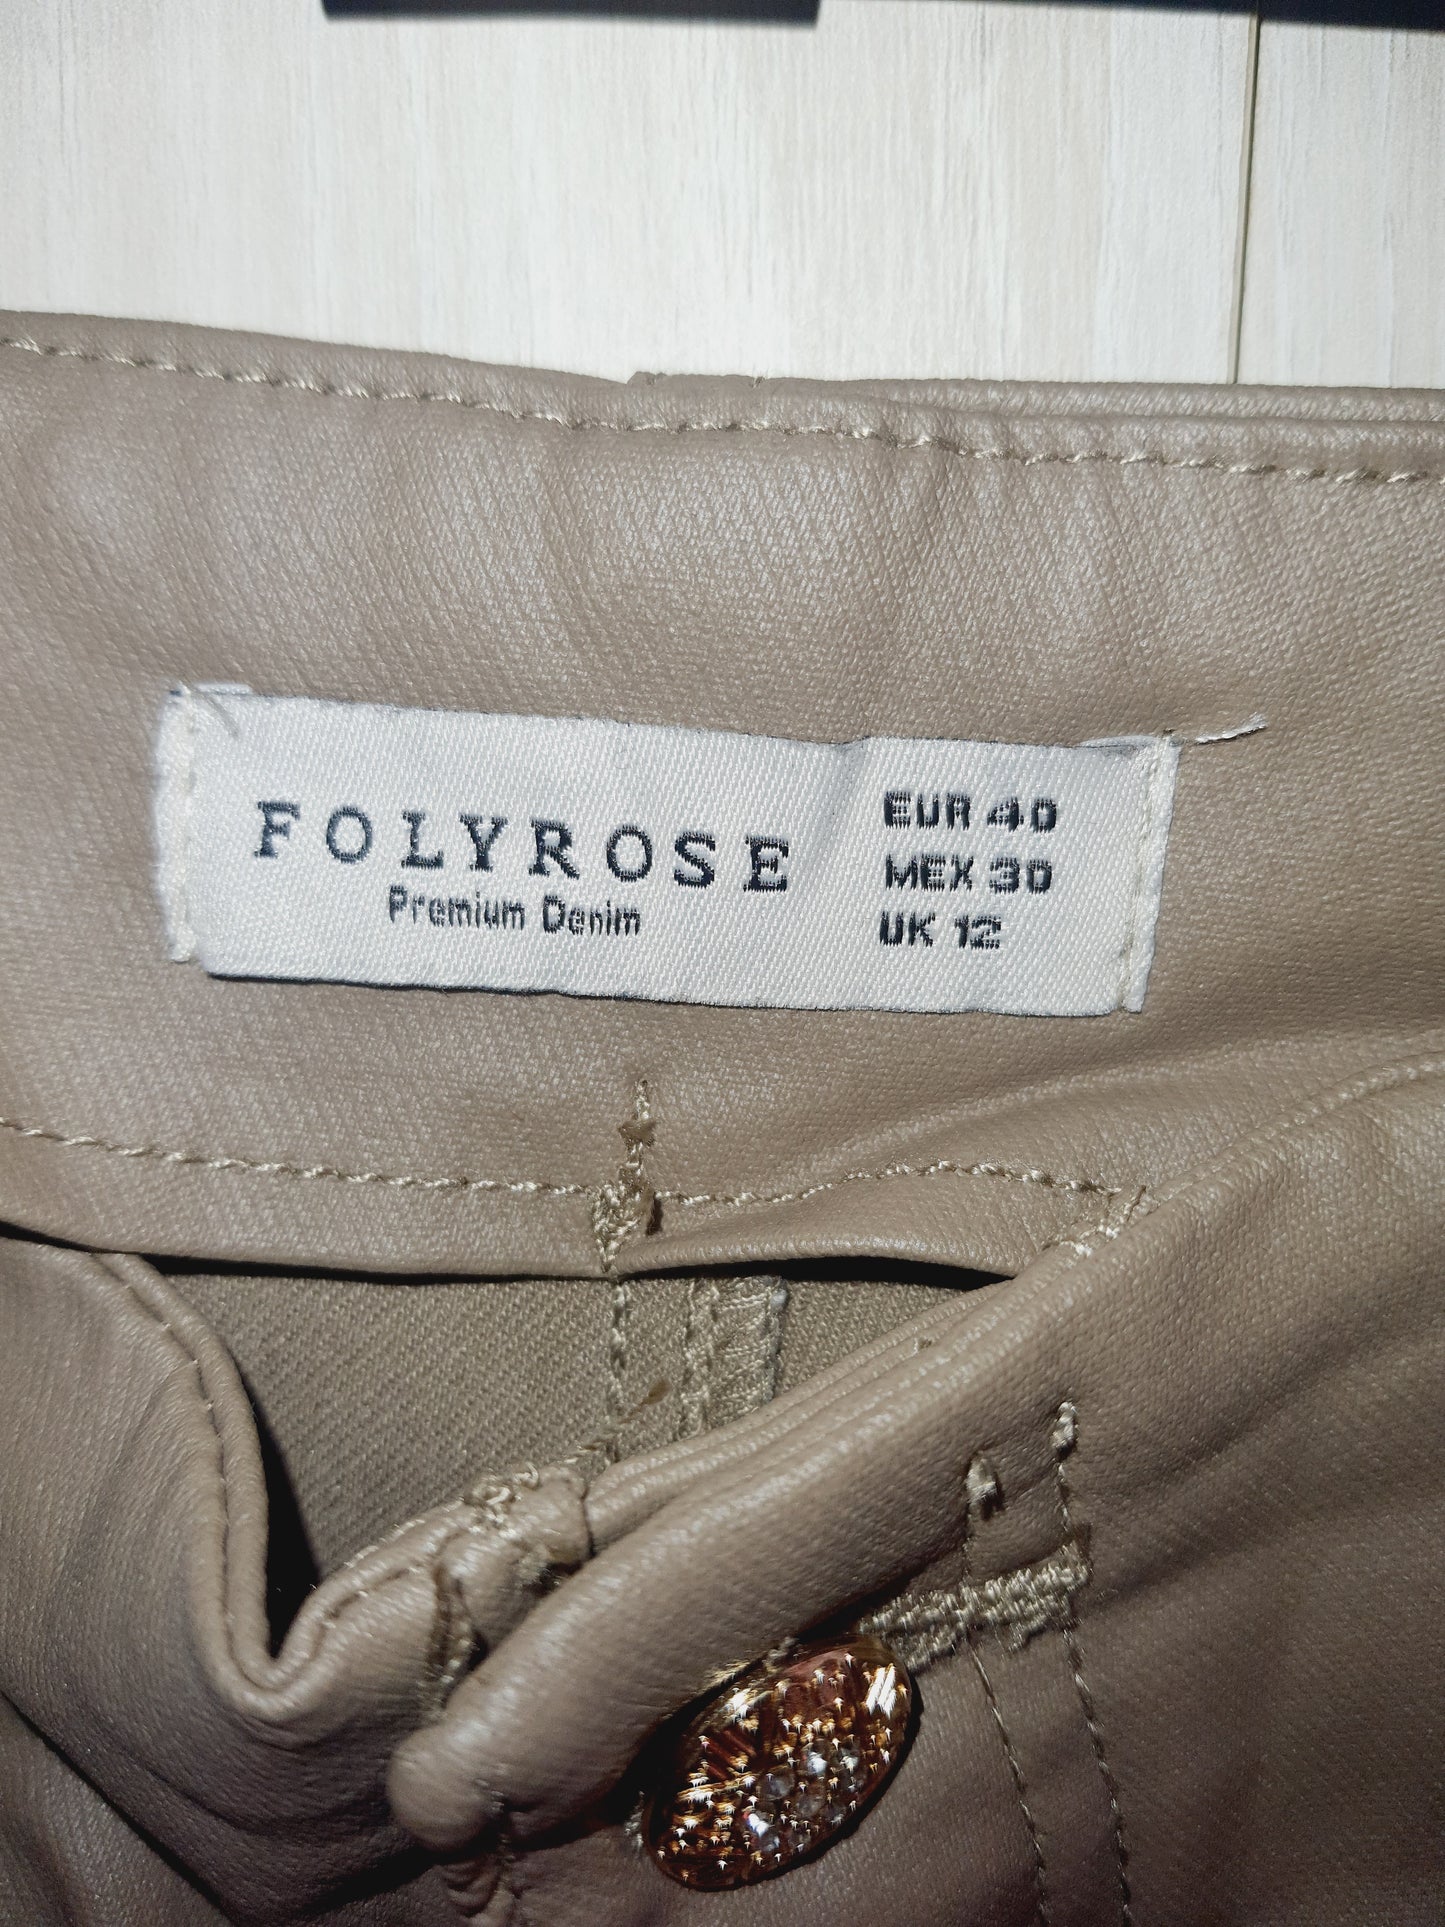 FOLYROSE
Premium Denim
EUR 40
MEX 30
UK 12